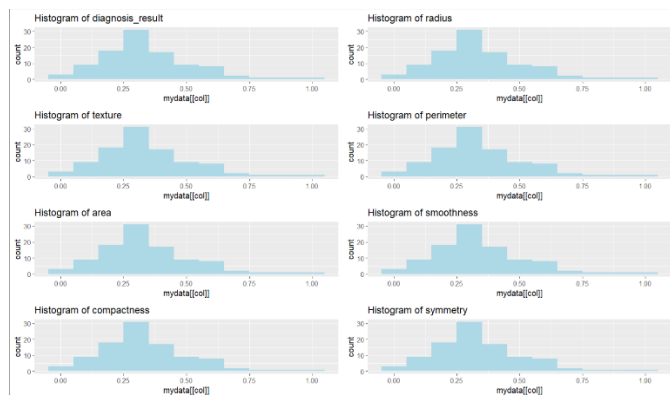 Histogram of diagnosis_result
30
20
10
0
count
0.00 0.25 0.50 0.75 1.00
mydata[[col]]
Histogram of radius
30
20
10
0
count
0.00 0.25 0.50 0.75 1.00
mydata[[col]]
Histogram of texture
30
20
10
0
count
0.00 0.25 0.50 0.75 1.00
mydata[[col]]
Histogram of perimeter
30
20
10
0
count
0.00 0.25 0.50 0.75 1.00
mydata[[col]]
Histogram of area
30
20
10
0
count
0.00 0.25 0.50 0.75 1.00
mydata[[col]]
Histogram of smoothness
30
20
10
0
count
0.00 0.25 0.50 0.75 1.00
mydata[[col]]
Histogram of compactness
30
20
10
0
count
0.00 0.25 0.50 0.75 1.00
mydata[[col]]
Histogram of symmetry
30
20
10
0
count
0.00 0.25 0.50 0.75 1.00
mydata[[col]]